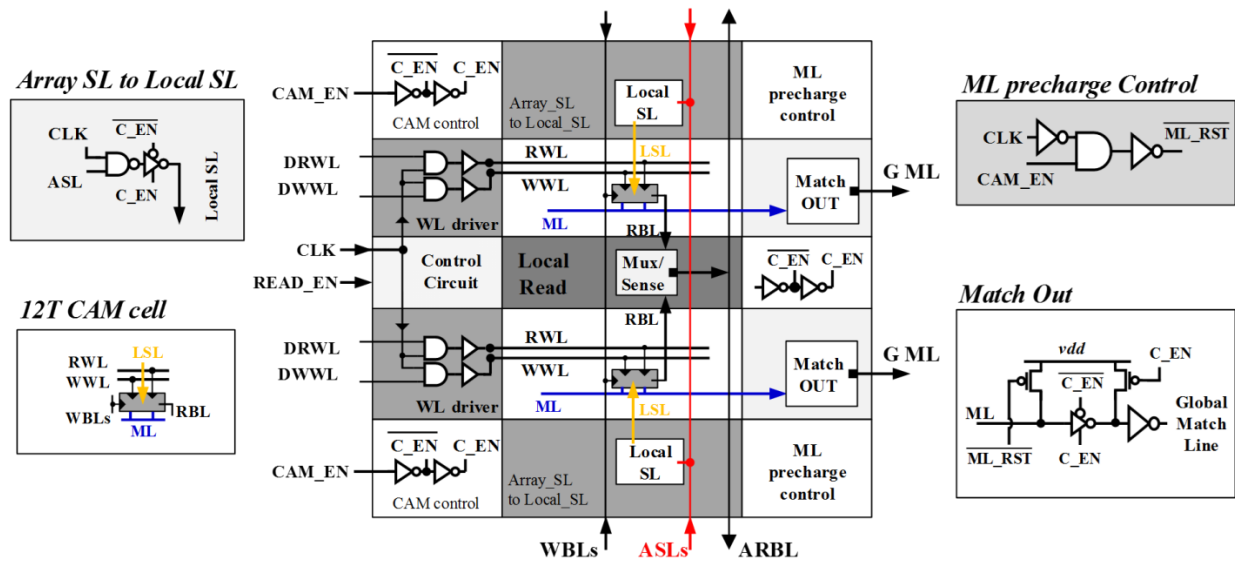 Array SL to Local SL
CLK
C_EN
ASL
C_EN
Local SL
12T CAM cell
LSL
RWL
WWL
WBLs
RBL
ML
CAM_EN
C_EN
C_EN
CAM control
Array_SL
to Local_SL
Local
SL
ML
precharge
control
DRWL
DWWL
WL driver
RWL
WWL
LSL
ML
RBL
Match
OUT
G ML
CLK
READ_EN
Control
Circuit
Local
Read
Mux/
Sense
C_EN
C_EN
DRWL
DWWL
WL driver
RWL
WWL
RBL
ML
LSL
Match
OUT
G ML
CAM_EN
C_EN
C_EN
CAM control
Array_SL
to Local_SL
Local
SL
ML
precharge
control
WBLs
ASLs
ARBL
ML precharge Control
CLK
CAM_EN
ML_RST
Match Out
vdd
C_EN
C_EN
ML
ML_RST
C_EN
Global
Match
Line